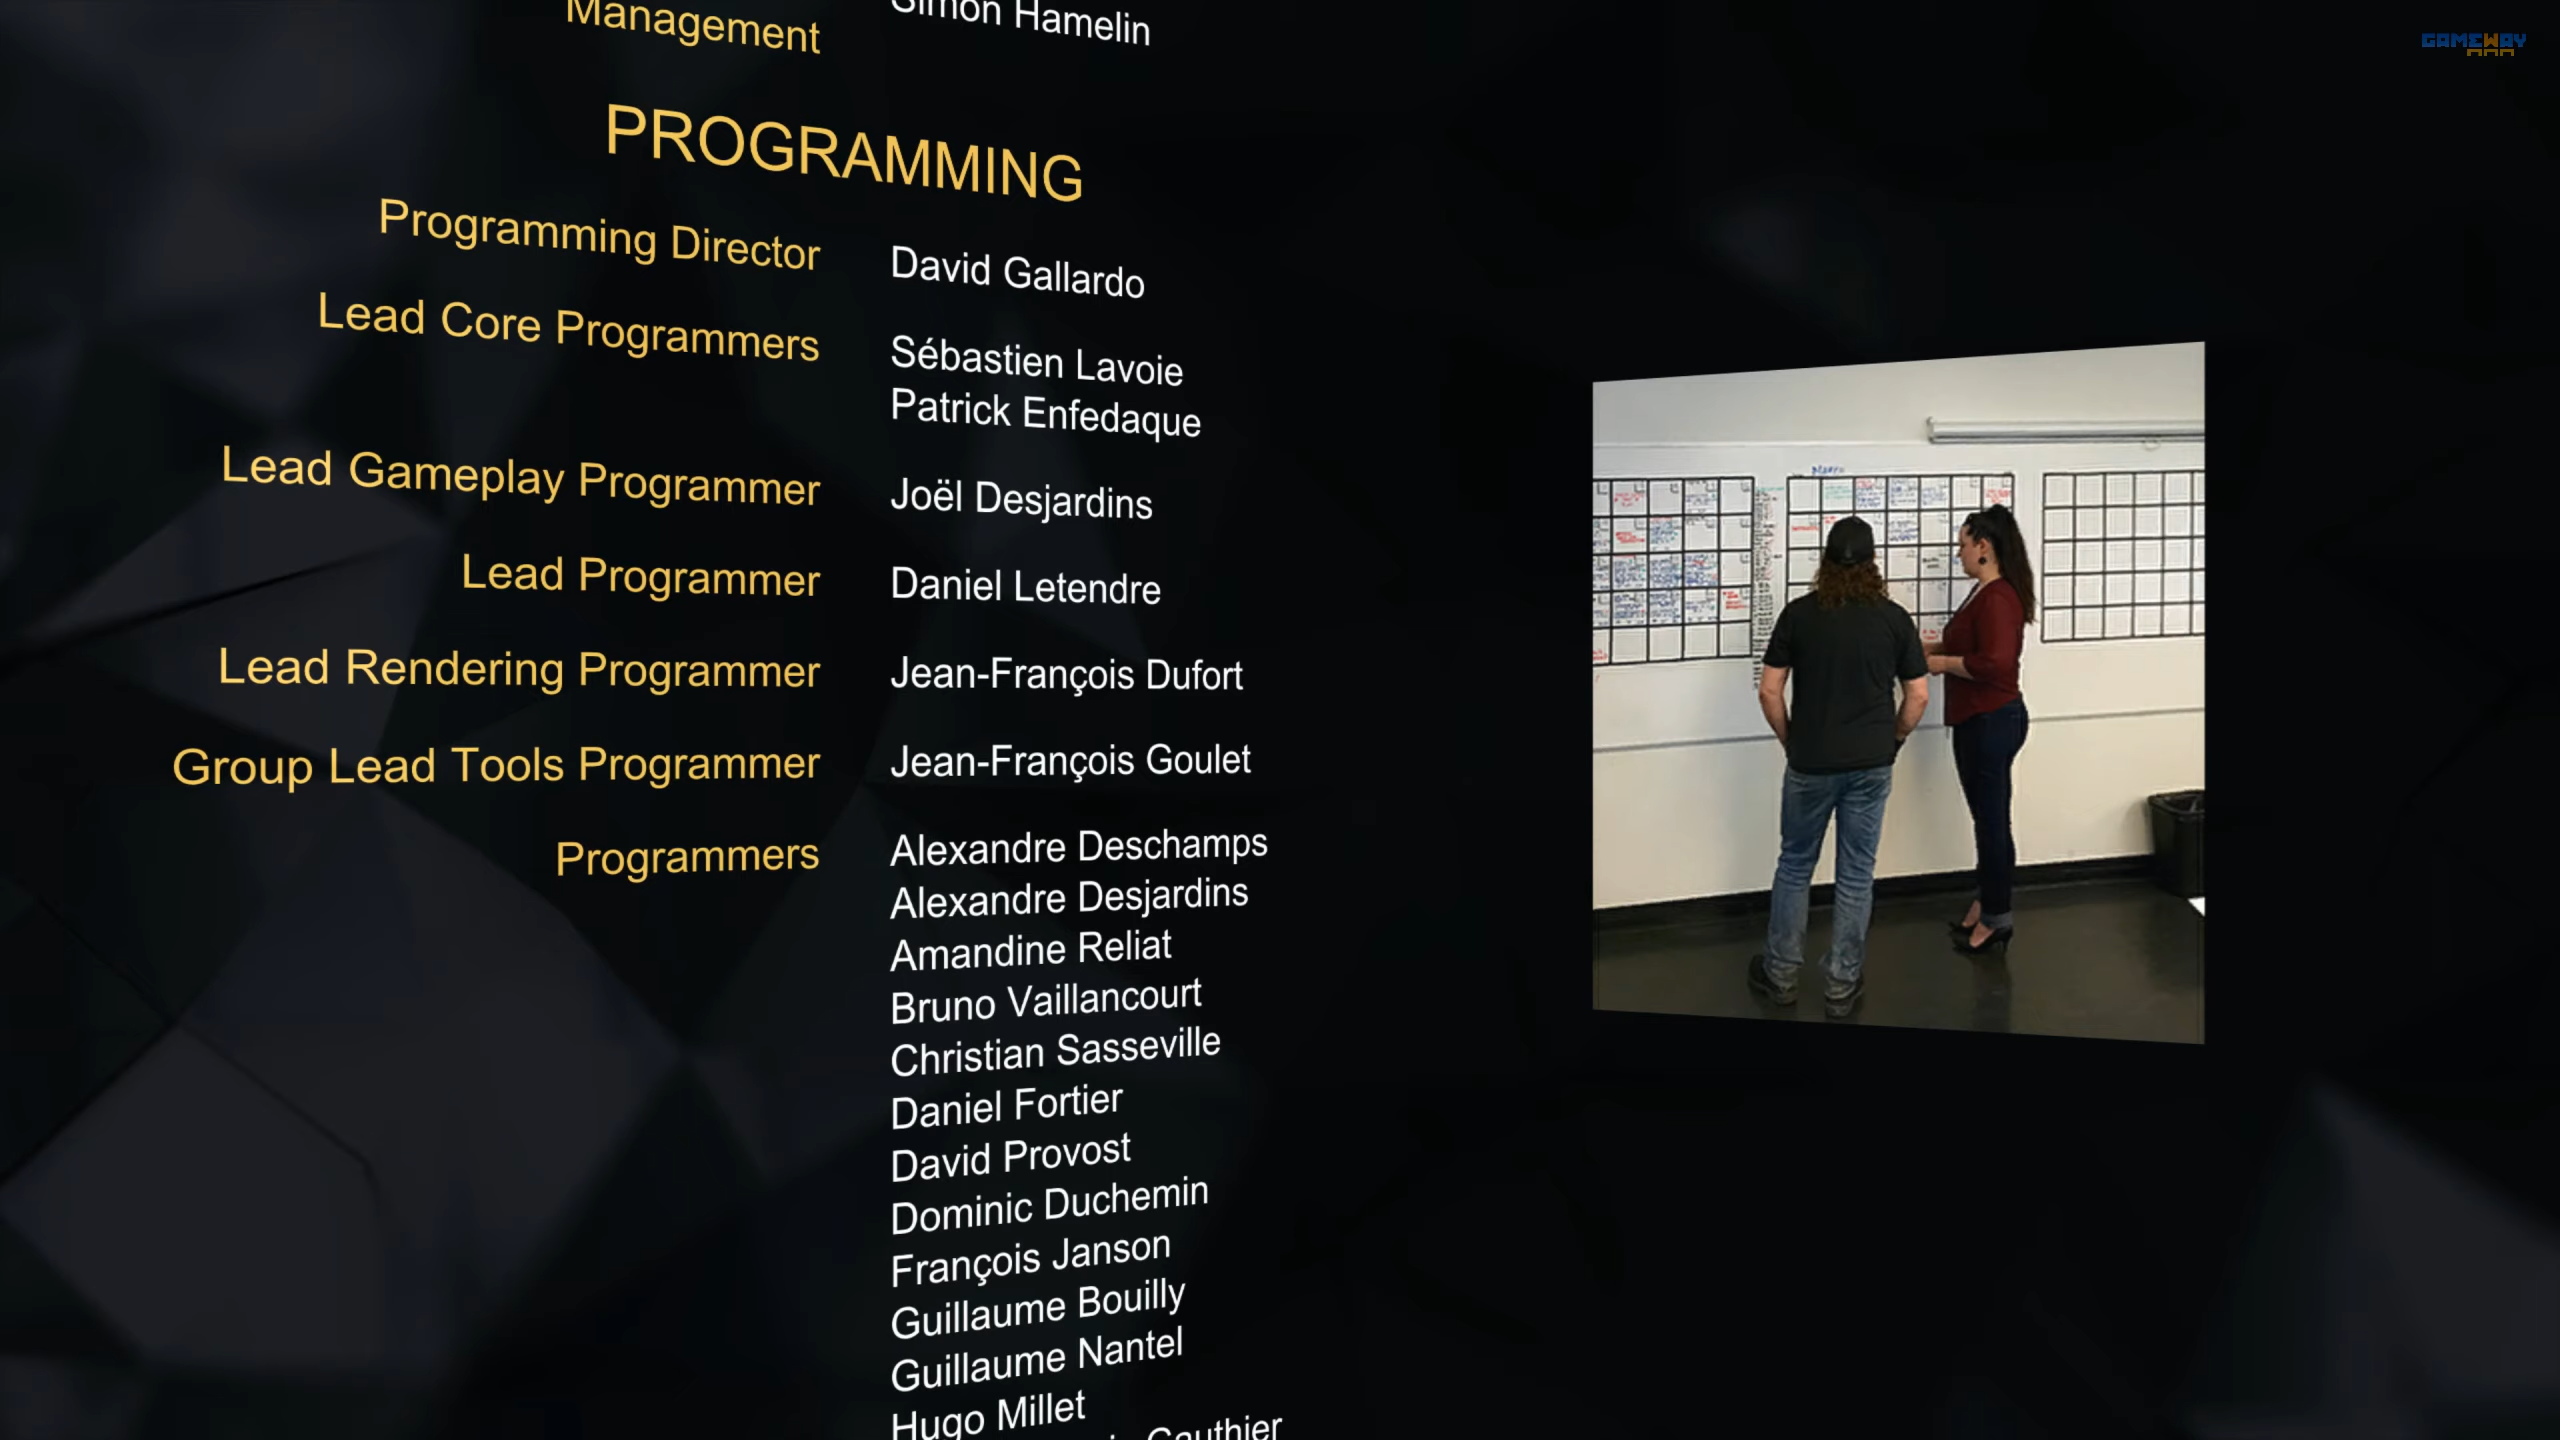 Management
Simon Hamelin
PROGRAMMING
Programming Director
David Gallardo
Lead Core Programmers
Sébastien Lavoie
Patrick Enfedaque
Lead Gameplay Programmer
Joël Desjardins
Lead Programmer
Daniel Letendre
Lead Rendering Programmer
Jean-François Dufort
Group Lead Tools Programmer
Jean-François Goulet
Programmers
Alexandre Deschamps
Alexandre Desjardins
Amandine Reliat
Bruno Vaillancourt
Christian Sasseville
Daniel Fortier
David Provost
Dominic Duchemin
François Janson
Guillaume Bouilly
Guillaume Nantel
Hugo Millet
Gauthier
GAMEWAY